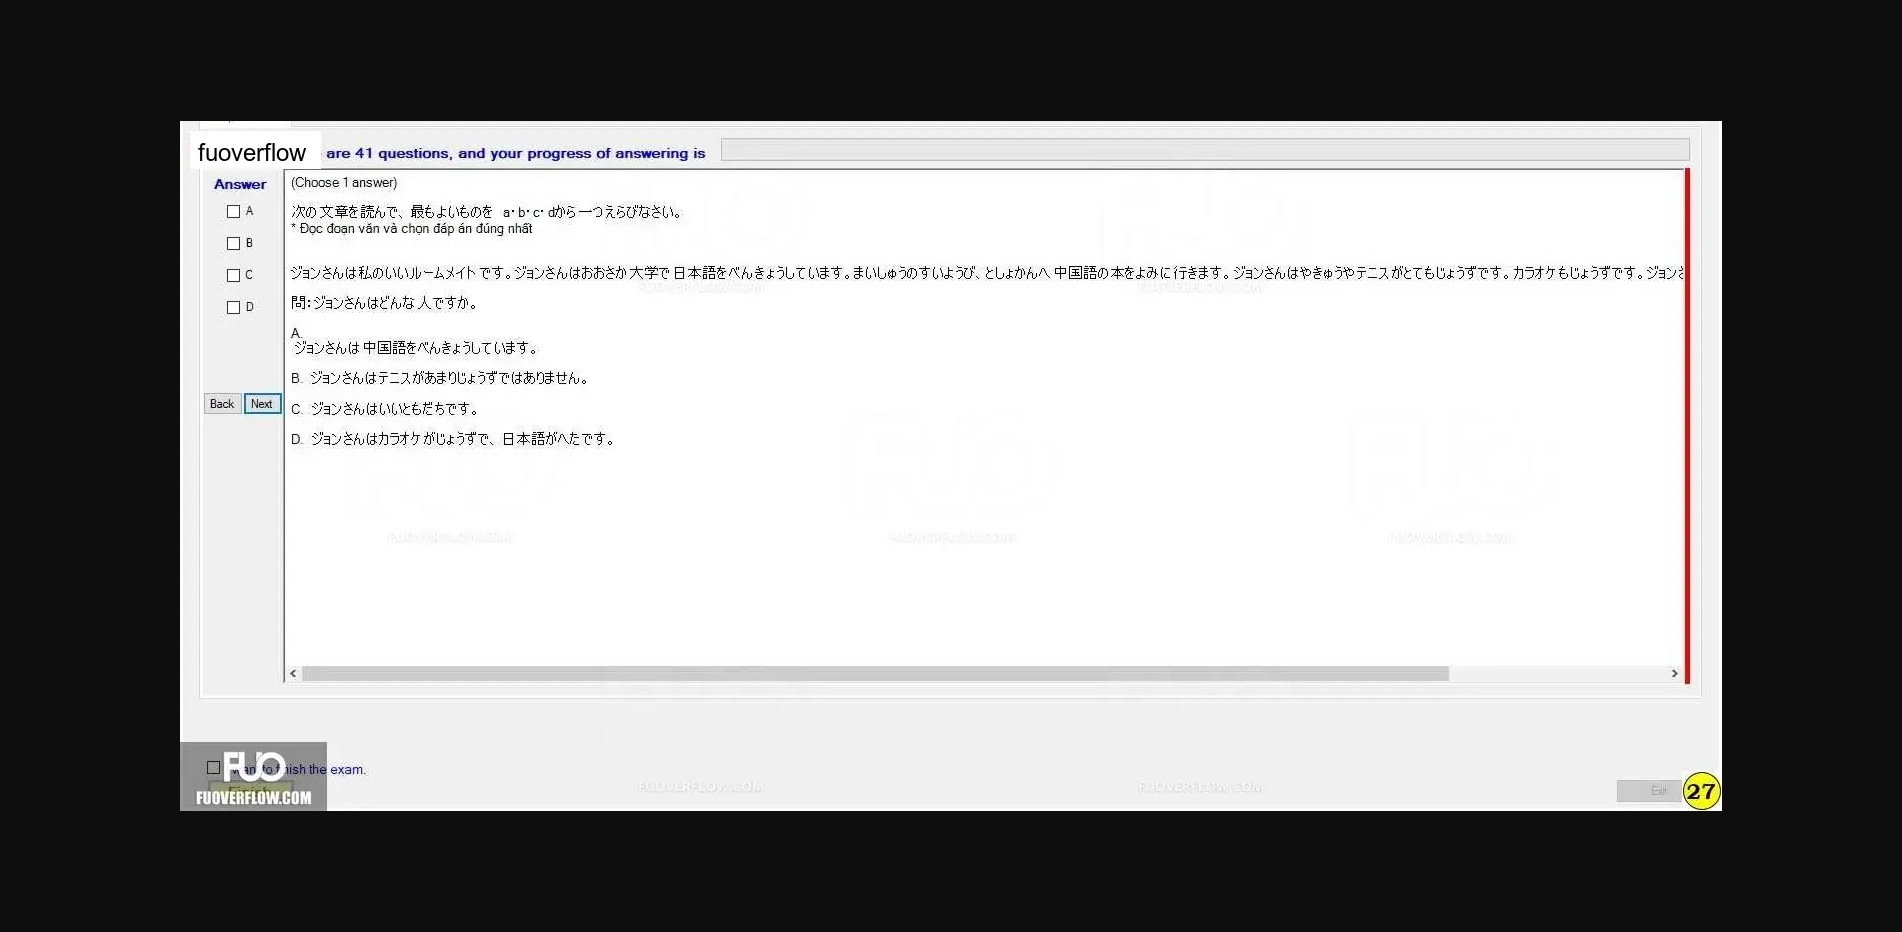 fuoverflow are 41 questions, and your progress of answering is
Answer
(Choose 1 answer)
A
次の文章を読んで、最もよいものを a・b・c・dから一つえらびなさい。
* Đọc đoạn văn và chọn đáp án đúng nhất
B
C
ジョンさんは私のいいルームメイトです。ジョンさんはおおさか大学で日本語をべんきょうしています。まいしゅうのすいようび、としょかんへ中国語の本をよみに行きます。ジョンさんはやきゅうやテニスがとてもじょうずです。カラオケもじょうずです。ジョン
D
問:ジョンさんはどんな人ですか。
A.
ジョンさんは中国語をべんきょうしています。
B. ジョンさんはテニスがあまりじょうずではありません。
Back Next
C. ジョンさんはいいともだちです。
D. ジョンさんはカラオケがじょうずで、日本語がへたです。
FUOVERFLOW.COM
FUOVERFLOW.COM
FUOVERFLOW.COM
FUOVERFLOW.COM
FUOVERFLOW.COM
FUO
finish the exam.
FUOVERFLOW.COM
FUOVERFLOW.COM
FUOVERFLOW.COM
Exit
27